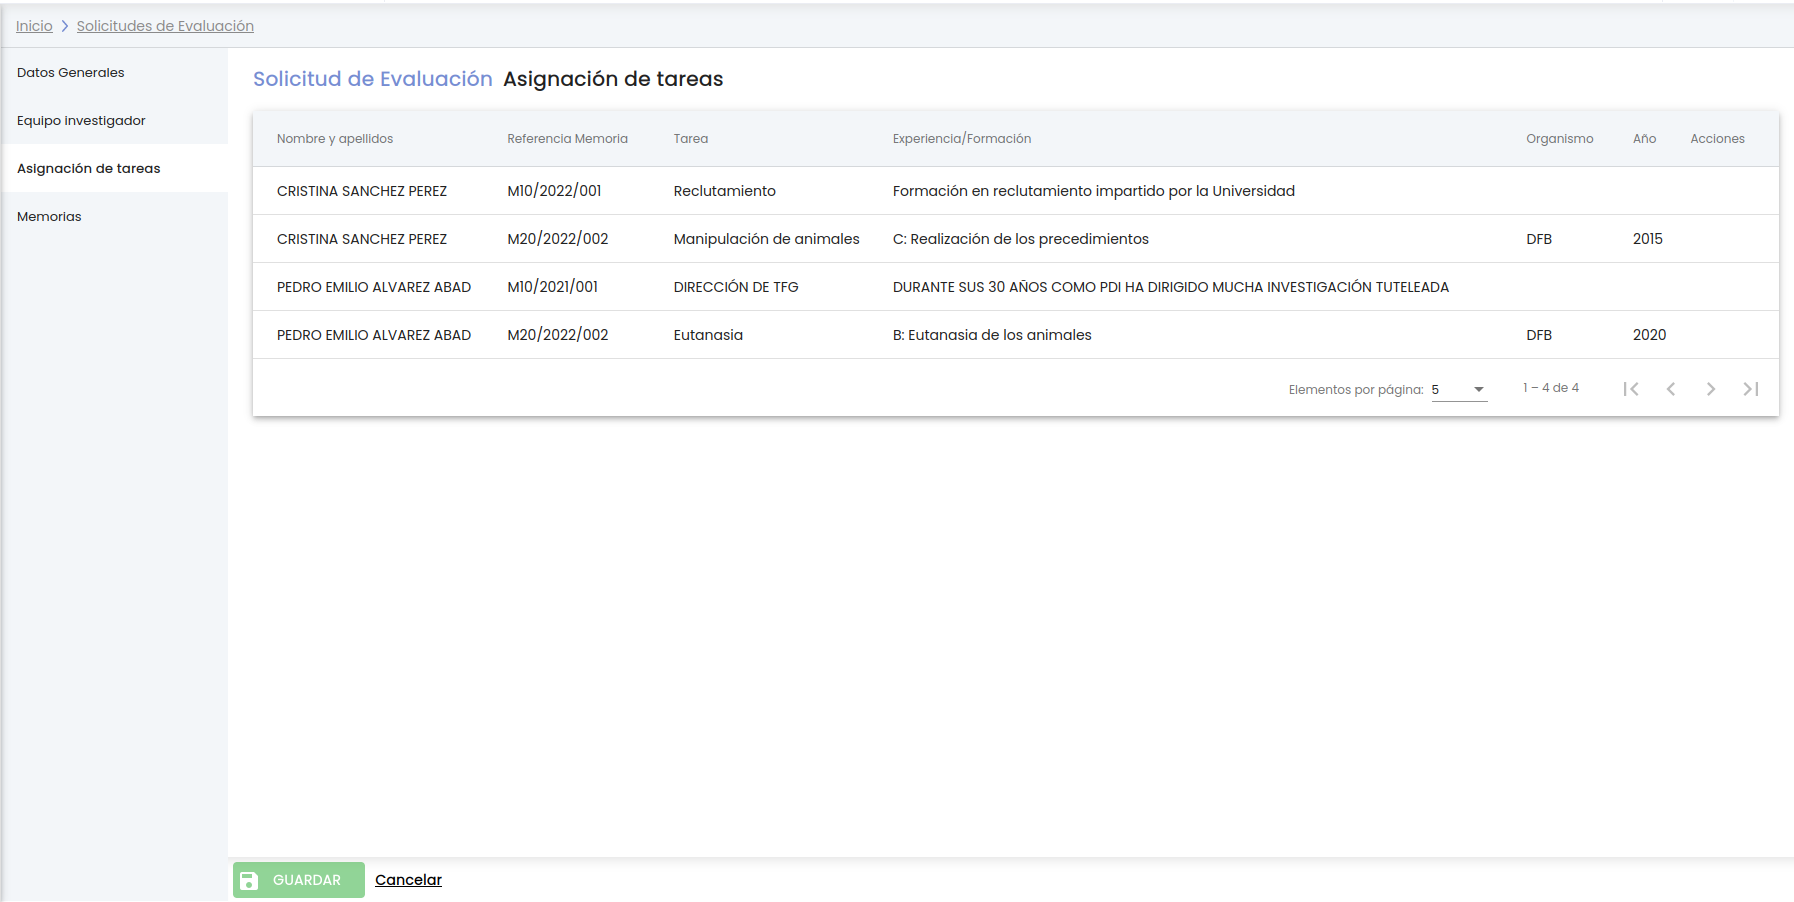 Inicio > Solicitudes de Evaluación
Datos Generales
Equipo investigador
Asignación de tareas
Memorias
Solicitud de Evaluación Asignación de tareas
Nombre y apellidos Referencia Memoria Tarea Experiencia/Formación Organismo Año Acciones
CRISTINA SANCHEZ PEREZ M10/2022/001 Reclutamiento Formación en reclutamiento impartido por la Universidad
CRISTINA SANCHEZ PEREZ M20/2022/002 Manipulación de animales C: Realización de los precedimientos DFB 2015
PEDRO EMILIO ALVAREZ ABAD M10/2021/001 DIRECCIÓN DE TFG DURANTE SUS 30 AÑOS COMO PDI HA DIRIGIDO MUCHA INVESTIGACIÓN TUTELEADA
PEDRO EMILIO ALVAREZ ABAD M20/2022/002 Eutanasia B: Eutanasia de los animales DFB 2020
Elementos por página: 5 1 – 4 de 4
GUARDAR Cancelar